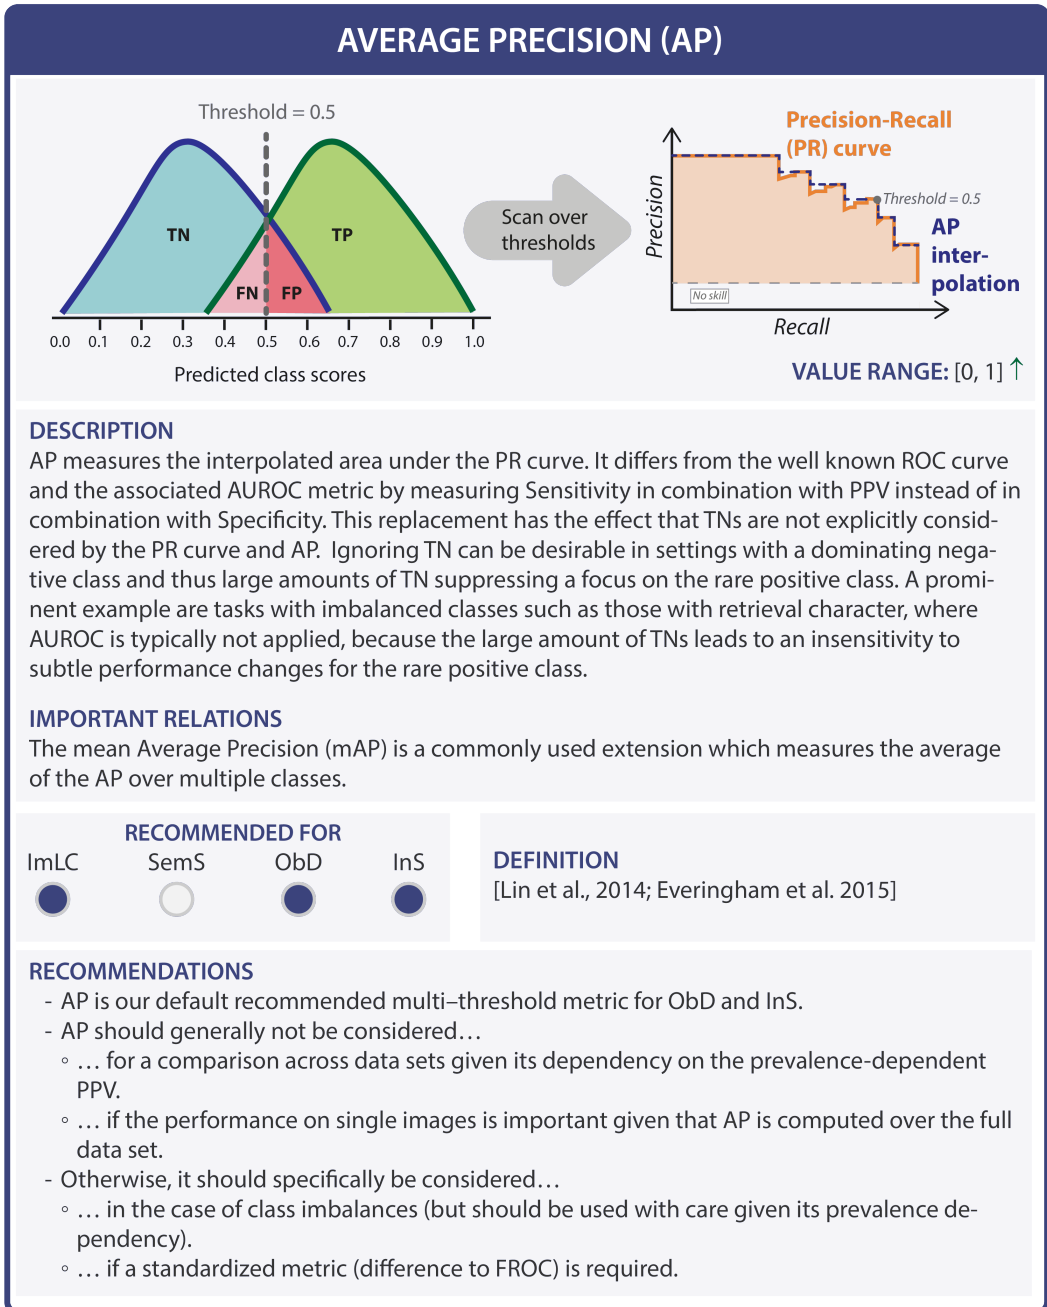 AVERAGE PRECISION (AP)
Threshold = 0.5
TN
TP
FN
FP
0.0 0.1 0.2 0.3 0.4 0.5 0.6 0.7 0.8 0.9 1.0
Predicted class scores
Scan over
thresholds
Precision-Recall
(PR) curve
Precision
Threshold = 0.5
AP
inter-
polation
No skill
Recall
VALUE RANGE: [0, 1] ↑
DESCRIPTION
AP measures the interpolated area under the PR curve. It differs from the well known ROC curve
and the associated AUROC metric by measuring Sensitivity in combination with PPV instead of in
combination with Specificity. This replacement has the effect that TNs are not explicitly consid-
ered by the PR curve and AP. Ignoring TN can be desirable in settings with a dominating nega-
tive class and thus large amounts of TN suppressing a focus on the rare positive class. A promi-
nent example are tasks with imbalanced classes such as those with retrieval character, where
AUROC is typically not applied, because the large amount of TNs leads to an insensitivity to
subtle performance changes for the rare positive class.
IMPORTANT RELATIONS
The mean Average Precision (mAP) is a commonly used extension which measures the average
of the AP over multiple classes.
RECOMMENDED FOR
ImLC SemS ObD InS
DEFINITION
[Lin et al., 2014; Everingham et al. 2015]
RECOMMENDATIONS
- AP is our default recommended multi–threshold metric for ObD and InS.
- AP should generally not be considered…
◦ … for a comparison across data sets given its dependency on the prevalence-dependent
PPV.
◦ … if the performance on single images is important given that AP is computed over the full
data set.
- Otherwise, it should specifically be considered…
◦ … in the case of class imbalances (but should be used with care given its prevalence de-
pendency).
◦ … if a standardized metric (difference to FROC) is required.